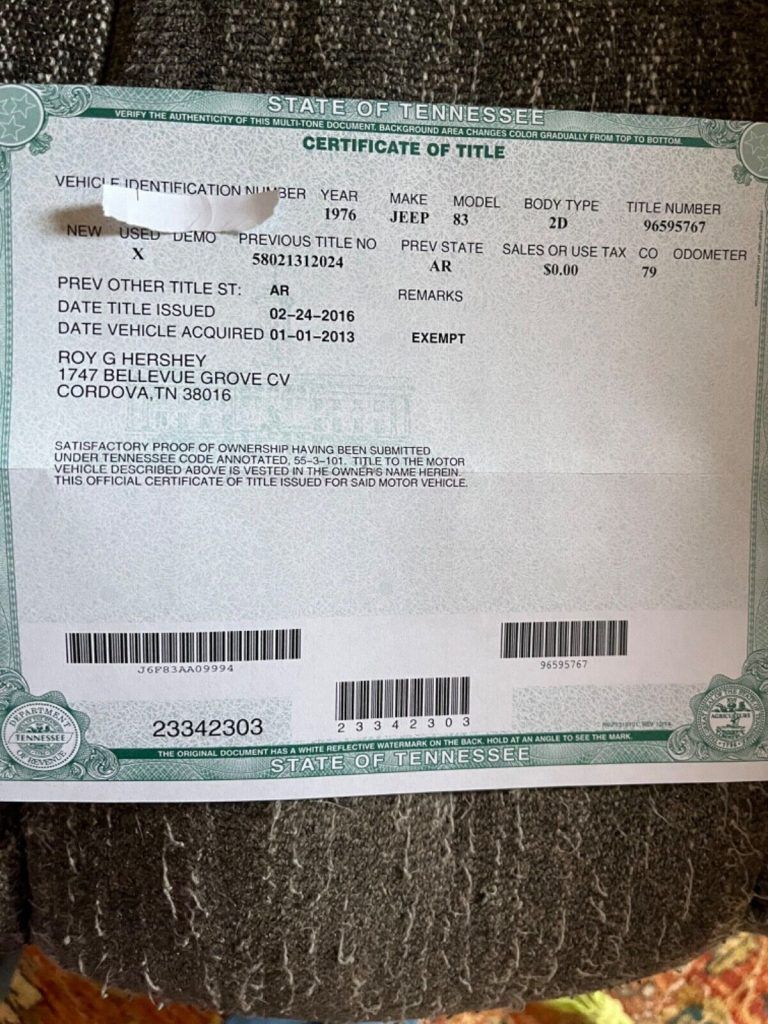 STATE OF TENNESSEE
VERIFY THE AUTHENTICITY OF THIS MULTI-TONE DOCUMENT. BACKGROUND AREA CHANGES COLOR GRADUALLY FROM TOP TO BOTTOM.
CERTIFICATE OF TITLE
VEHICLE IDENTIFICATION NUMBER YEAR MAKE MODEL BODY TYPE TITLE NUMBER
1976 JEEP 83 2D 96595767
NEW USED DEMO PREVIOUS TITLE NO PREV STATE SALES OR USE TAX CO ODOMETER
X 58021312024 AR $0.00 79
PREV OTHER TITLE ST: AR REMARKS
DATE TITLE ISSUED 02-24-2016
DATE VEHICLE ACQUIRED 01-01-2013 EXEMPT
ROY G HERSHEY
1747 BELLEVUE GROVE CV
CORDOVA,TN 38016
SATISFACTORY PROOF OF OWNERSHIP HAVING BEEN SUBMITTED
UNDER TENNESSEE CODE ANNOTATED, 55-3-101. TITLE TO THE MOTOR
VEHICLE DESCRIBED ABOVE IS VESTED IN THE OWNER'S NAME HEREIN.
THIS OFFICIAL CERTIFICATE OF TITLE ISSUED FOR SAID MOTOR VEHICLE.
J6F83AA09994
96595767
23342303
23342303
DEPARTMENT
TENNESSEE
OF REVENUE
AGRICULTURE
THE ORIGINAL DOCUMENT HAS A WHITE REFLECTIVE WATERMARK ON THE BACK. HOLD AT AN ANGLE TO SEE THE MARK.
STATE OF TENNESSEE